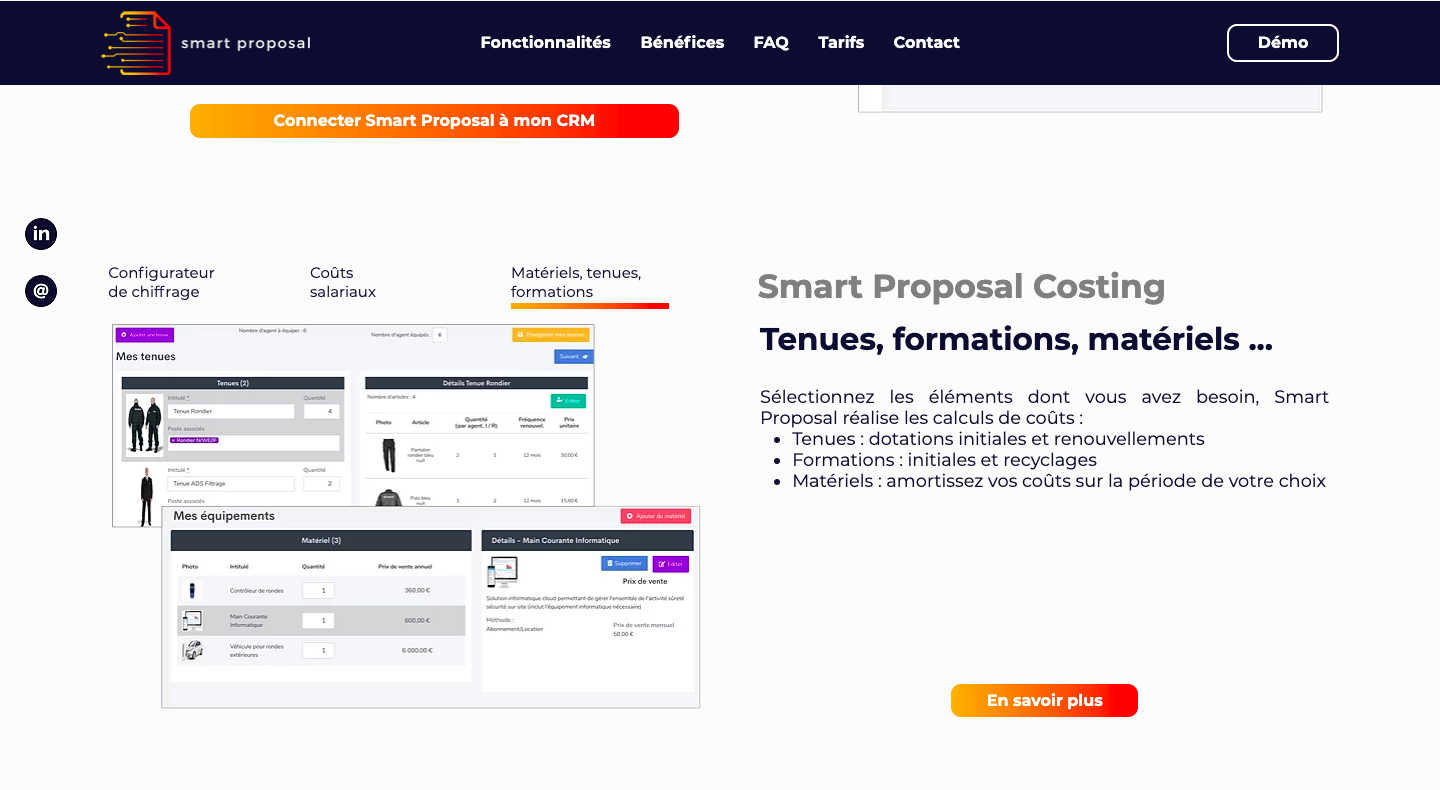 smart proposal
Fonctionnalités
Bénéfices
FAQ
Tarifs
Contact
Démo
Connecter Smart Proposal à mon CRM
in
@
Configurateur
de chiffrage
Coûts
salariaux
Matériels, tenues,
formations
Ajouter une tenue
Nombre d'agent à équiper : 6
Nombre d'agent équipés : 6
Enregistrer mes tenues
Mes tenues
Suivant
Tenues (2)
Intitulé * Quantité
Tenue Rondier 4
Poste associés
× Rondier N/WE/JF
Intitulé * Quantité
Tenue ADS Filtrage 2
Poste associés
Détails Tenue Rondier
Nombre d'articles : 4
Editer
Photo Article Quantité (par agent, I / R) Fréquence renouvel. Prix unitaire
Pantalon rondier bleu nuit 2 1 12 mois 30,00 €
Polo bleu nuit 3 2 12 mois 15,00 €
Mes équipements
Ajouter du matériel
Matériel (3)
Photo Intitulé Quantité Prix de vente annuel
Contrôleur de rondes 1 360,00 €
Main Courante Informatique 1 600,00 €
Véhicule pour rondes extérieures 1 6 000,00 €
Détails - Main Courante Informatique
Supprimer
Editer
Prix de vente
Solution informatique cloud permettant de gérer l'ensemble de l'activité sûreté
sécurité sur site (inclut l'équipement informatique nécessaire)
Méthode :
Abonnement/Location
Prix de vente mensuel
50,00 €
Smart Proposal Costing
Tenues, formations, matériels ...
Sélectionnez les éléments dont vous avez besoin, Smart
Proposal réalise les calculs de coûts :
• Tenues : dotations initiales et renouvellements
• Formations : initiales et recyclages
• Matériels : amortissez vos coûts sur la période de votre choix
En savoir plus